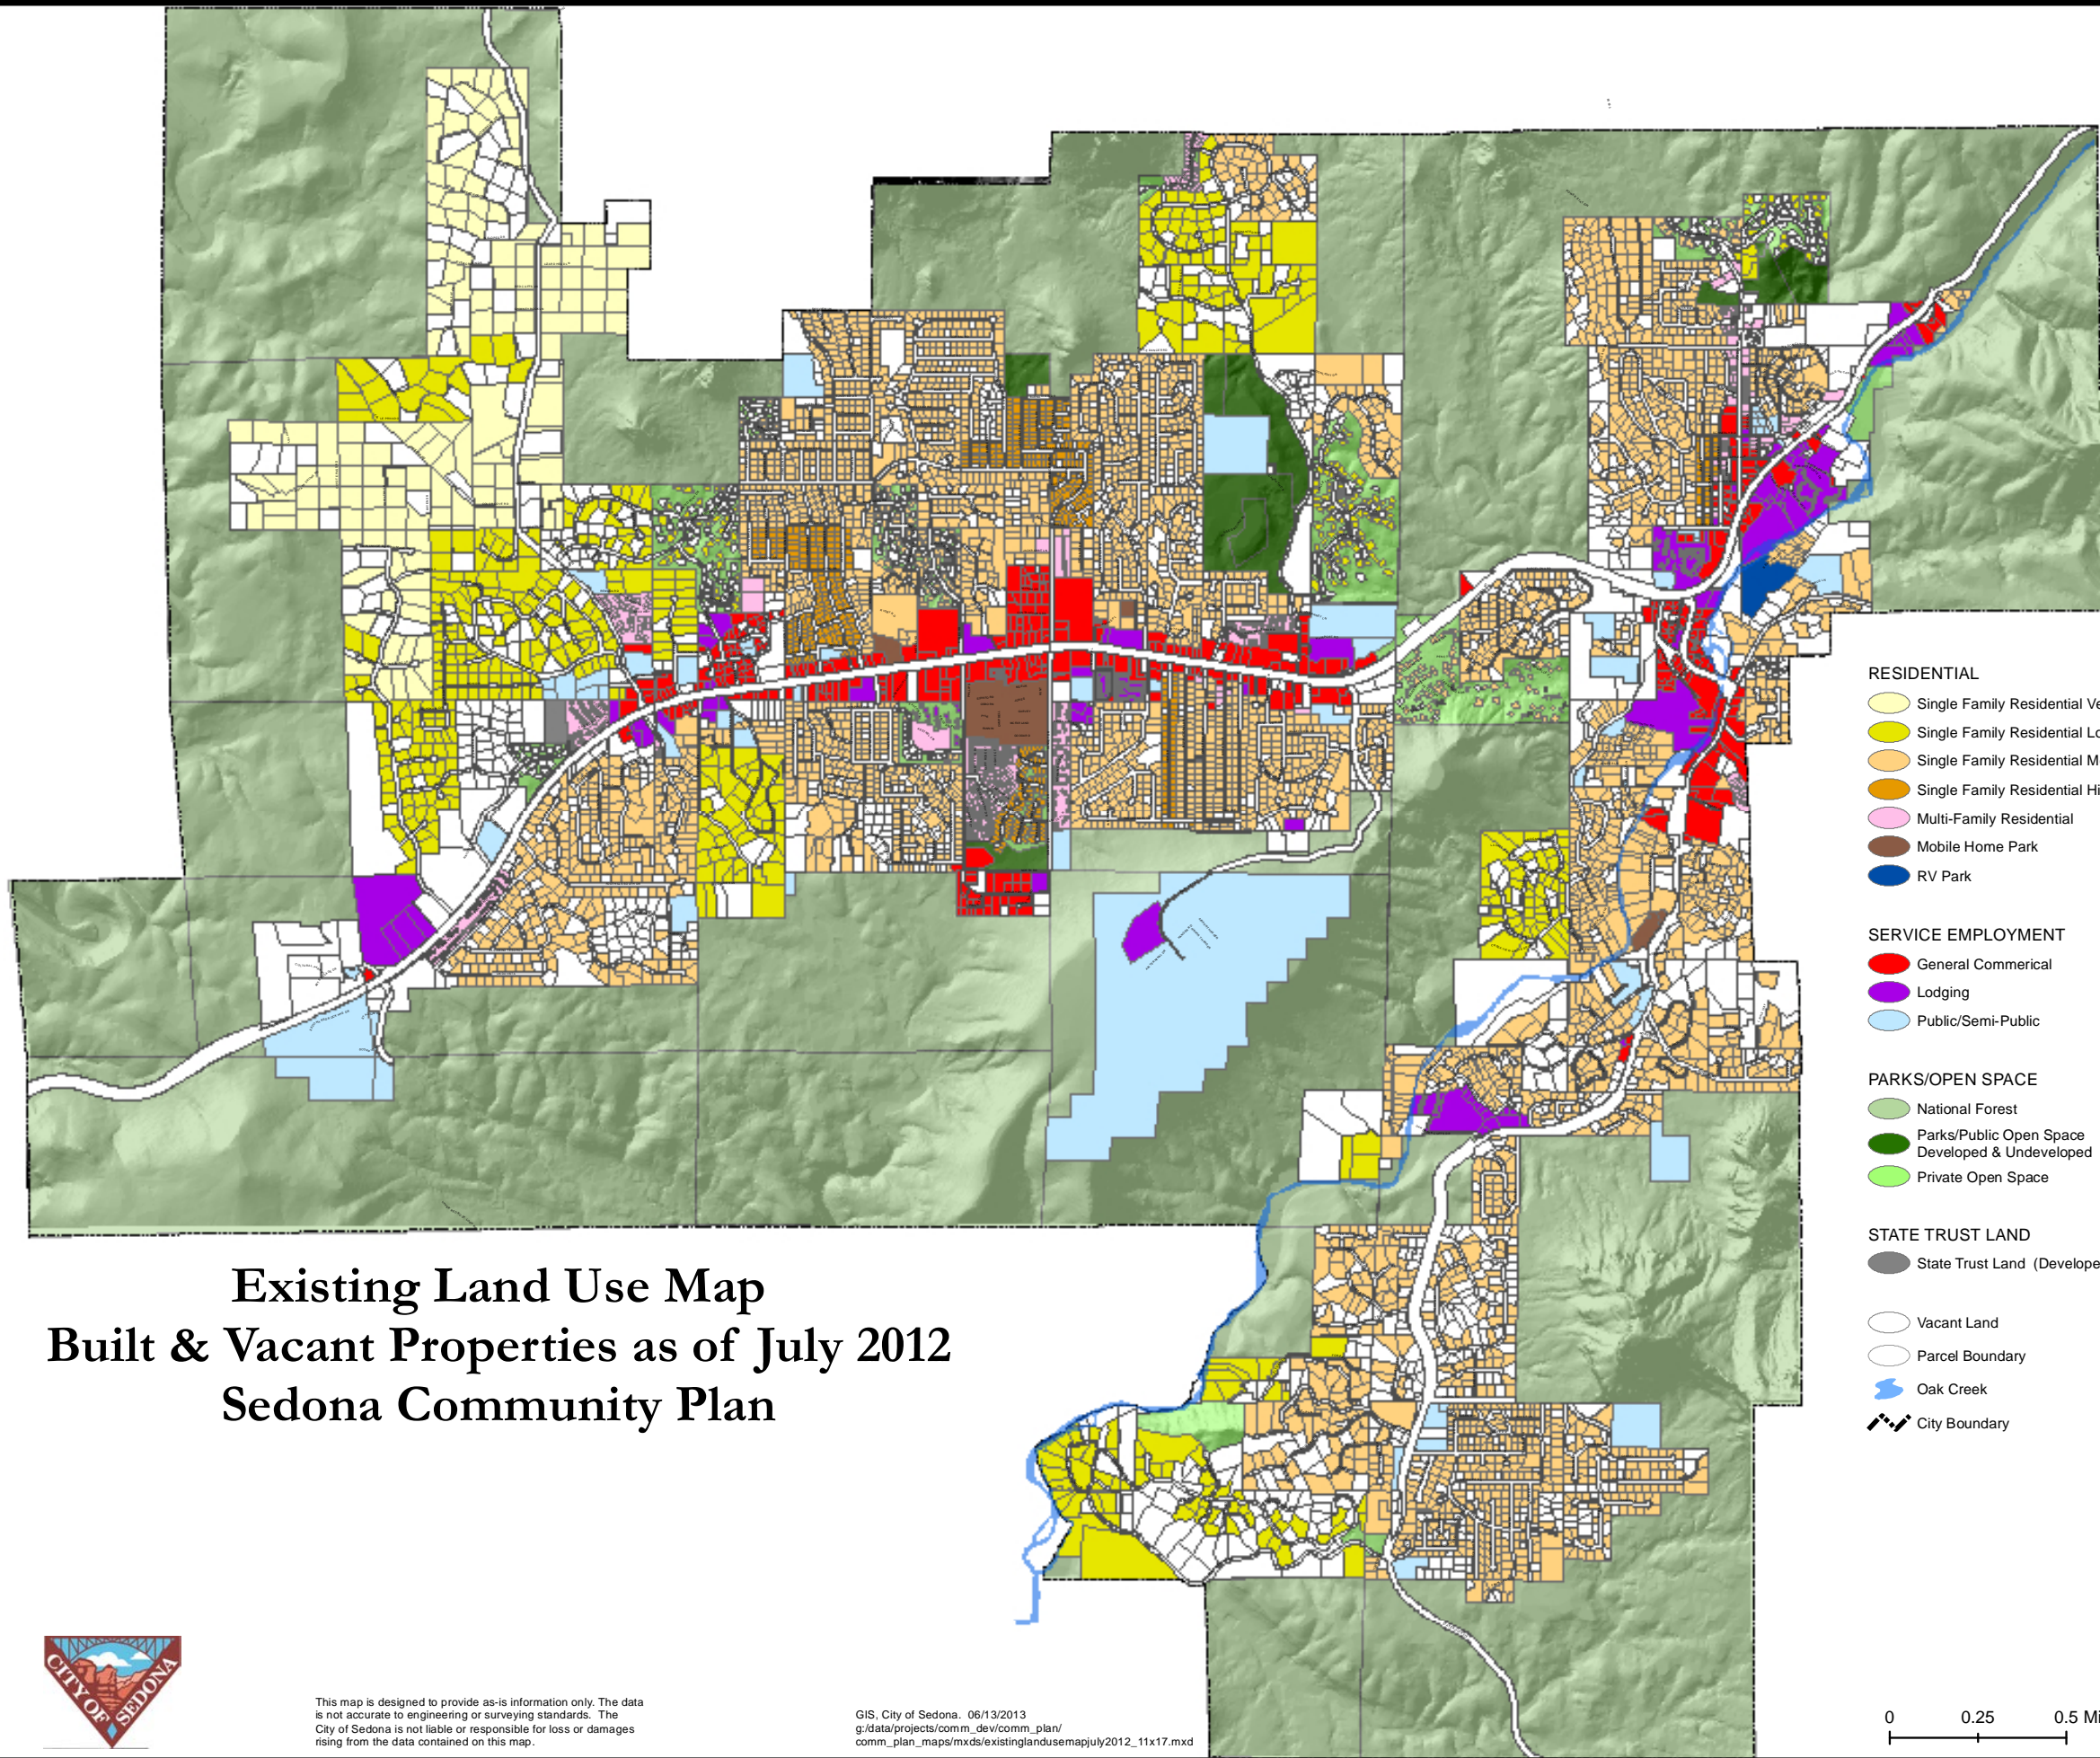 Existing Land Use Map
Built & Vacant Properties as of July 2012
Sedona Community Plan
RESIDENTIAL
Single Family Residential Ve
Single Family Residential Lo
Single Family Residential M
Single Family Residential Hi
Multi-Family Residential
Mobile Home Park
RV Park
SERVICE EMPLOYMENT
General Commerical
Lodging
Public/Semi-Public
PARKS/OPEN SPACE
National Forest
Parks/Public Open Space
Developed & Undeveloped
Private Open Space
STATE TRUST LAND
State Trust Land (Develope
Vacant Land
Parcel Boundary
Oak Creek
City Boundary
CITY OF SEDONA
This map is designed to provide as-is information only. The data
is not accurate to engineering or surveying standards. The
City of Sedona is not liable or responsible for loss or damages
rising from the data contained on this map.
GIS, City of Sedona. 06/13/2013
g:/data/projects/comm_dev/comm_plan/
comm_plan_maps/mxds/existinglandusemapjuly2012_11x17.mxd
0 0.25 0.5 Mi